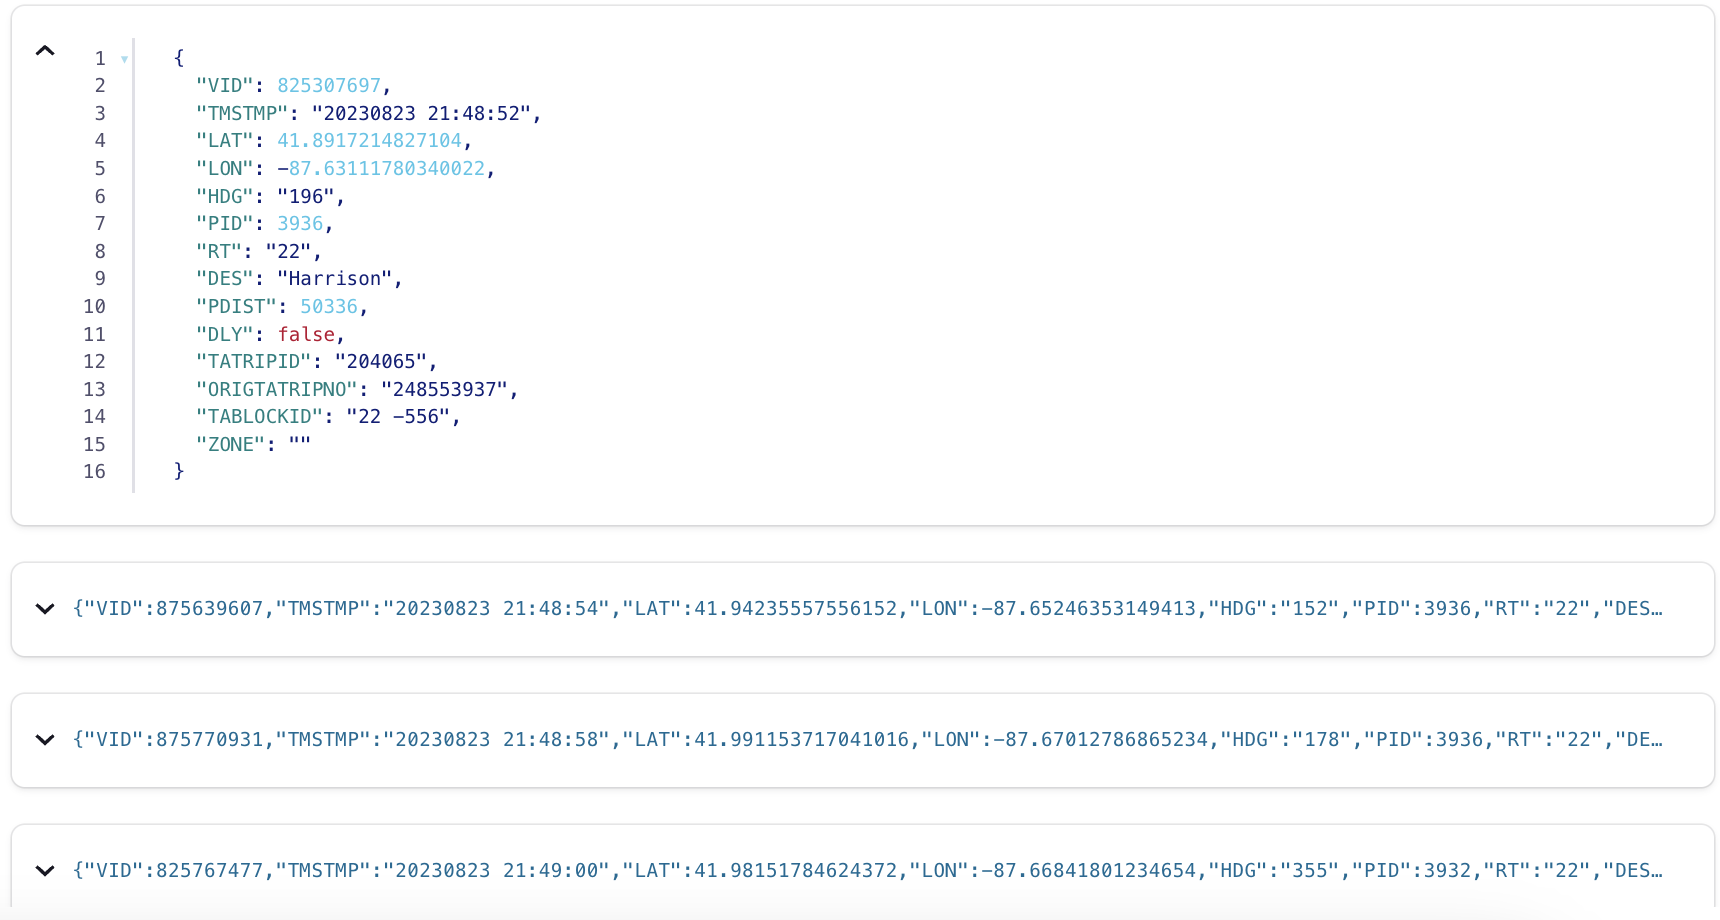 1 {
2 "VID": 825307697,
3 "TMSTMP": "20230823 21:48:52",
4 "LAT": 41.8917214827104,
5 "LON": -87.63111780340022,
6 "HDG": "196",
7 "PID": 3936,
8 "RT": "22",
9 "DES": "Harrison",
10 "PDIST": 50336,
11 "DLY": false,
12 "TATRIPID": "204065",
13 "ORIGTATRIPNO": "248553937",
14 "TABLOCKID": "22 -556",
15 "ZONE": ""
16 }
{"VID":875639607,"TMSTMP":"20230823 21:48:54","LAT":41.94235557556152,"LON":-87.65246353149413,"HDG":"152","PID":3936,"RT":"22","DES…
{"VID":875770931,"TMSTMP":"20230823 21:48:58","LAT":41.991153717041016,"LON":-87.67012786865234,"HDG":"178","PID":3936,"RT":"22","DE…
{"VID":825767477,"TMSTMP":"20230823 21:49:00","LAT":41.98151784624372,"LON":-87.66841801234654,"HDG":"355","PID":3932,"RT":"22","DES…